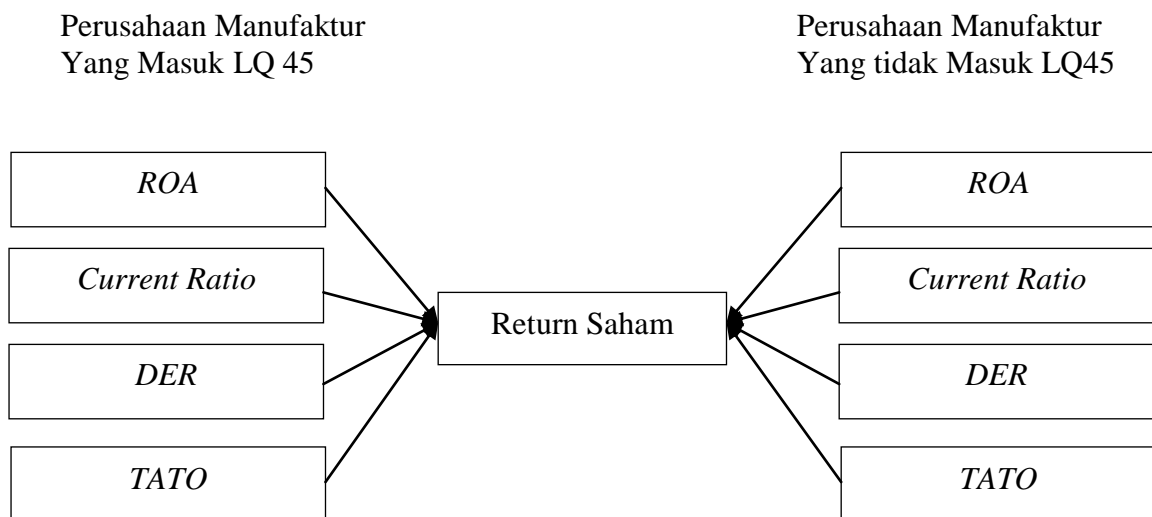 Perusahaan Manufaktur
Yang Masuk LQ 45
Perusahaan Manufaktur
Yang tidak Masuk LQ45
ROA
Current Ratio
DER
TATO
Return Saham
ROA
Current Ratio
DER
TATO